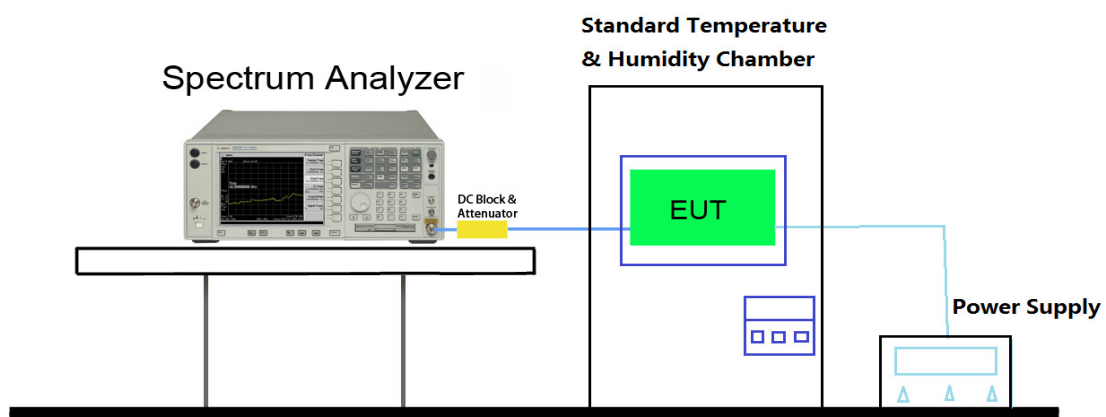 Standard Temperature
& Humidity Chamber
Spectrum Analyzer
DC Block &
Attenuator
EUT
Power Supply